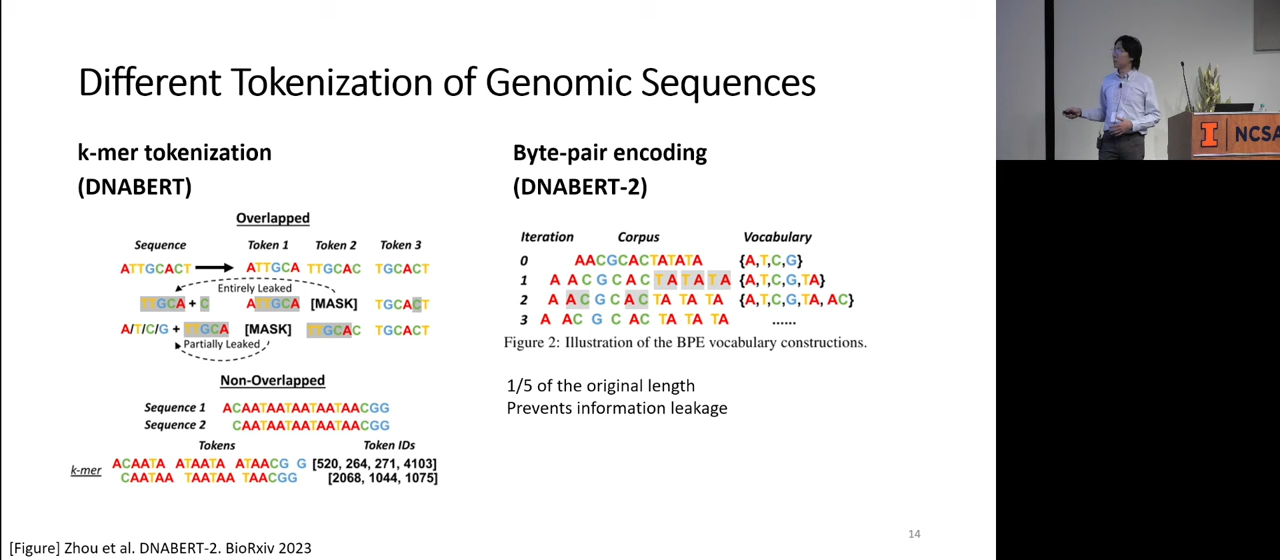 Different Tokenization of Genomic Sequences
k-mer tokenization
(DNABERT)
Overlapped
Sequence Token 1 Token 2 Token 3
ATTGCACT ATTGCA TTGCAC TGCACT
Entirely Leaked
TTGCA + C ATTGCA [MASK] TGCACT
A/T/C/G + TTGCA [MASK] TTGCAC TGCACT
Partially Leaked
Non-Overlapped
Sequence 1 ACAATAATAATAATAACGG
Sequence 2 CAATAATAATAATAACGG
Tokens Token IDs
k-mer
ACAATA ATAATA ATAACG G [520, 264, 271, 4103]
CAATAA TAATAA TAACGG [2068, 1044, 1075]
Byte-pair encoding
(DNABERT-2)
Iteration Corpus Vocabulary
0 AACGCACTATATA {A,T,C,G}
1 A A C G C A C T A T A T A {A,T,C,G,TA}
2 A A C G C A C TA TA TA {A,T,C,G,TA, AC}
3 A AC G C AC TA TA TA ......
Figure 2: Illustration of the BPE vocabulary constructions.
1/5 of the original length
Prevents information leakage
14
[Figure] Zhou et al. DNABERT-2. BioRxiv 2023
I NCSA